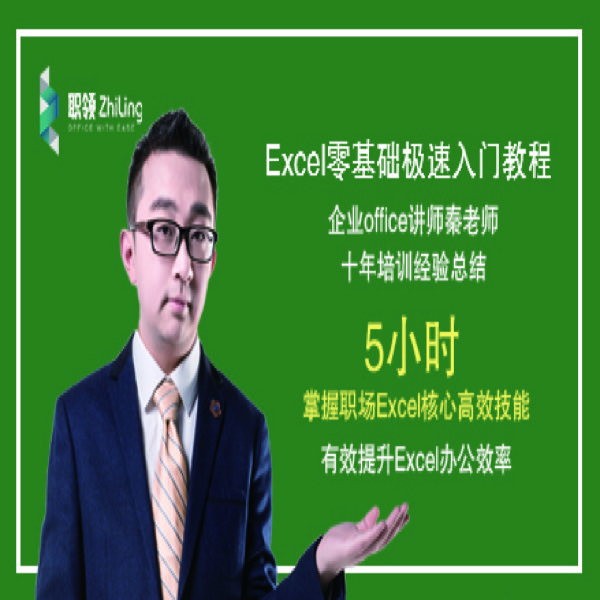 职领 ZhiLing
OFFICE WITH EASE
Excel零基础极速入门教程
企业office讲师秦老师
十年培训经验总结
5小时
掌握职场Excel核心高效技能
有效提升Excel办公效率